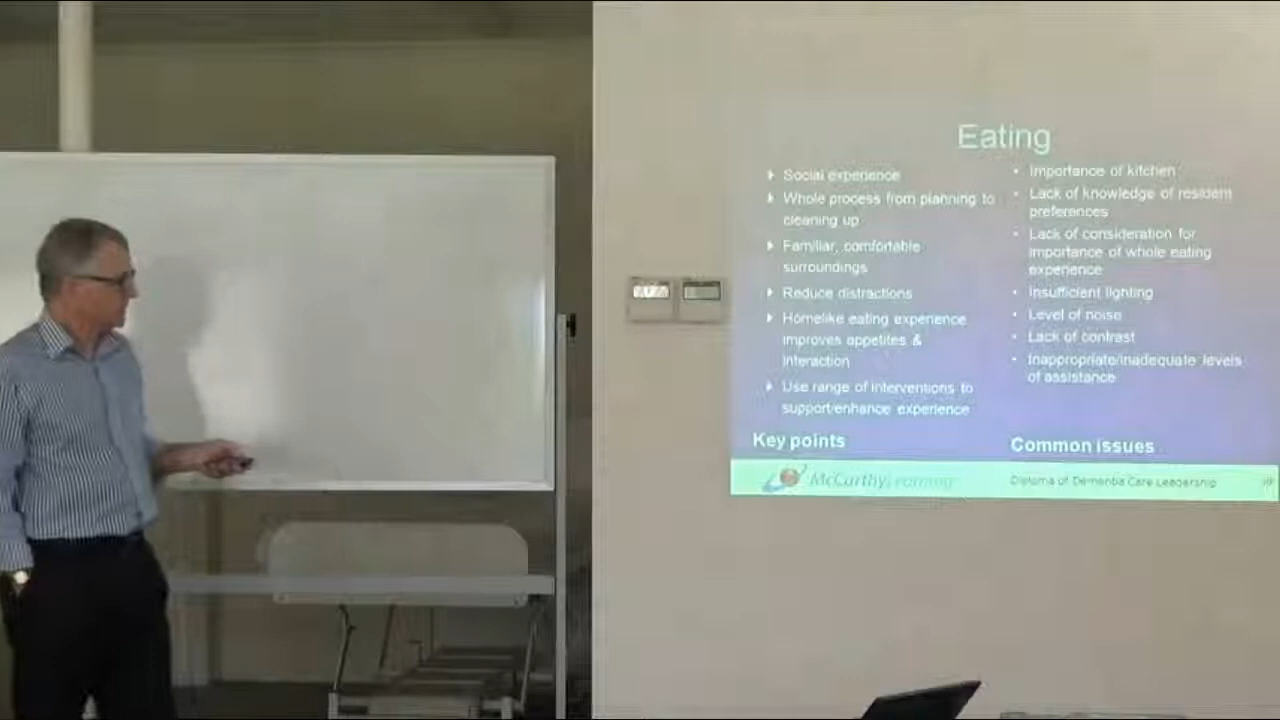 Eating
Social experience
Whole process from planning to
cleaning up
Familiar, comfortable
surroundings
Reduce distractions
Homelike eating experience
improves appetites &
interaction
Use range of interventions to
support/enhance experience
Key points
Importance of kitchen
Lack of knowledge of resident
preferences
Lack of consideration for
importance of whole eating
experience
Insufficient lighting
Level of noise
Lack of contrast
Inappropriate/inadequate levels
of assistance
Common issues
McCarthyLearning
Diploma of Dementia Care Leadership